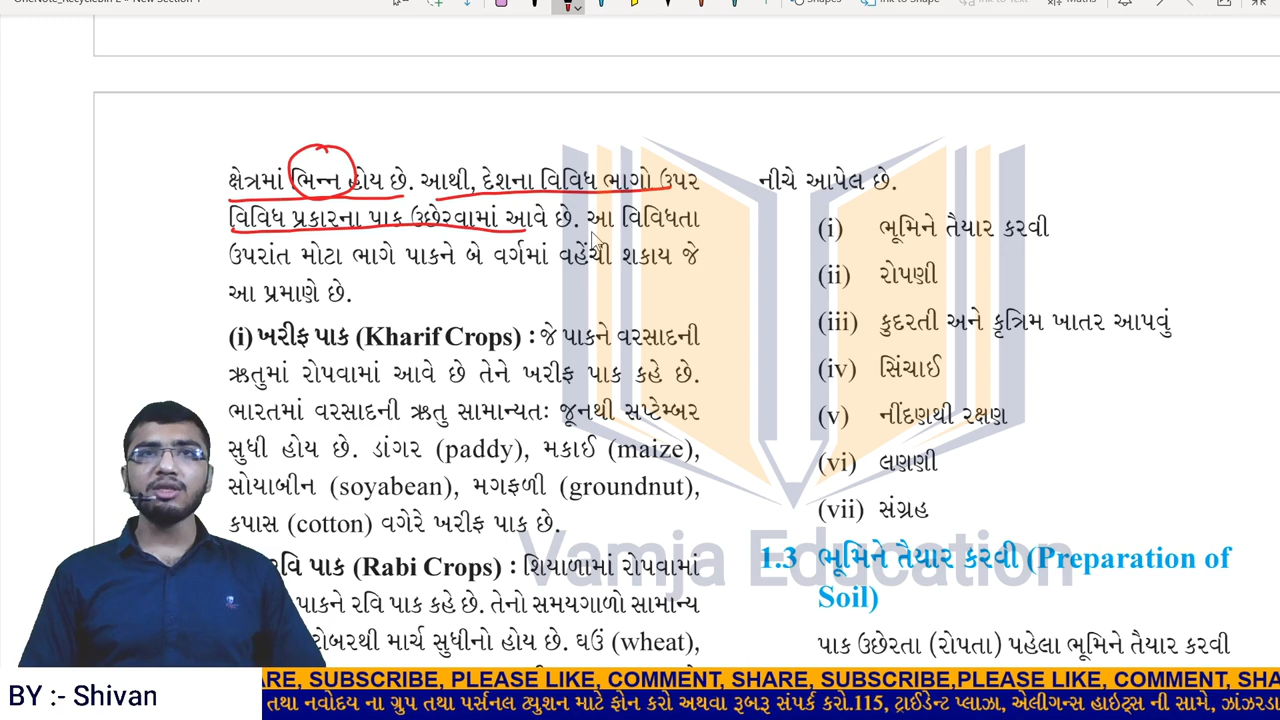 ક્ષેત્રમાં ભિન્ન હોય છે. આથી, દેશના વિવિધ ભાગો ઉપર
વિવિધ પ્રકારના પાક ઉછેરવામાં આવે છે. આ વિવિધતા
ઉપરાંત મોટા ભાગે પાકને બે વર્ગમાં વહેંચી શકાય જે
આ પ્રમાણે છે.
(i) ખરીફ પાક (Kharif Crops) : જે પાકને વરસાદની
ઋતુમાં રોપવામાં આવે છે તેને ખરીફ પાક કહે છે.
ભારતમાં વરસાદની ઋતુ સામાન્યતઃ જૂનથી સપ્ટેમ્બર
સુધી હોય છે. ડાંગર (paddy), મકાઈ (maize),
સોયાબીન (soyabean), મગફળી (groundnut),
કપાસ (cotton) વગેરે ખરીફ પાક છે.
રવિ પાક (Rabi Crops) : શિયાળામાં રોપવામાં
પાકને રવિ પાક કહે છે. તેનો સમયગાળો સામાન્ય
ટોબરથી માર્ચ સુધીનો હોય છે. ઘઉં (wheat),
નીચે આપેલ છે.
(i) ભૂમિને તૈયાર કરવી
(ii) રોપણી
(iii) કુદરતી અને કૃત્રિમ ખાતર આપવું
(iv) સિંચાઈ
(v) નીંદણથી રક્ષણ
(vi) લણણી
(vii) સંગ્રહ
1.3 ભૂમિને તૈયાર કરવી (Preparation of
Soil)
પાક ઉછેરતા (રોપતા) પહેલા ભૂમિને તૈયાર કરવી
Vamja Education
BY :- Shivan
ARE, SUBSCRIBE, PLEASE LIKE, COMMENT, SHARE, SUBSCRIBE,PLEASE LIKE, COMMENT, SHA
તથા નવોદય ના ગ્રુપ તથા પર્સનલ ટ્યુશન માટે ફોન કરો અથવા રૂબરૂ સંપર્ક કરો.115, ટ્રાઈડેન્ટ પ્લાઝા, એલીગન્સ હાઇટ્સ ની સામે, ઝાંઝરડા